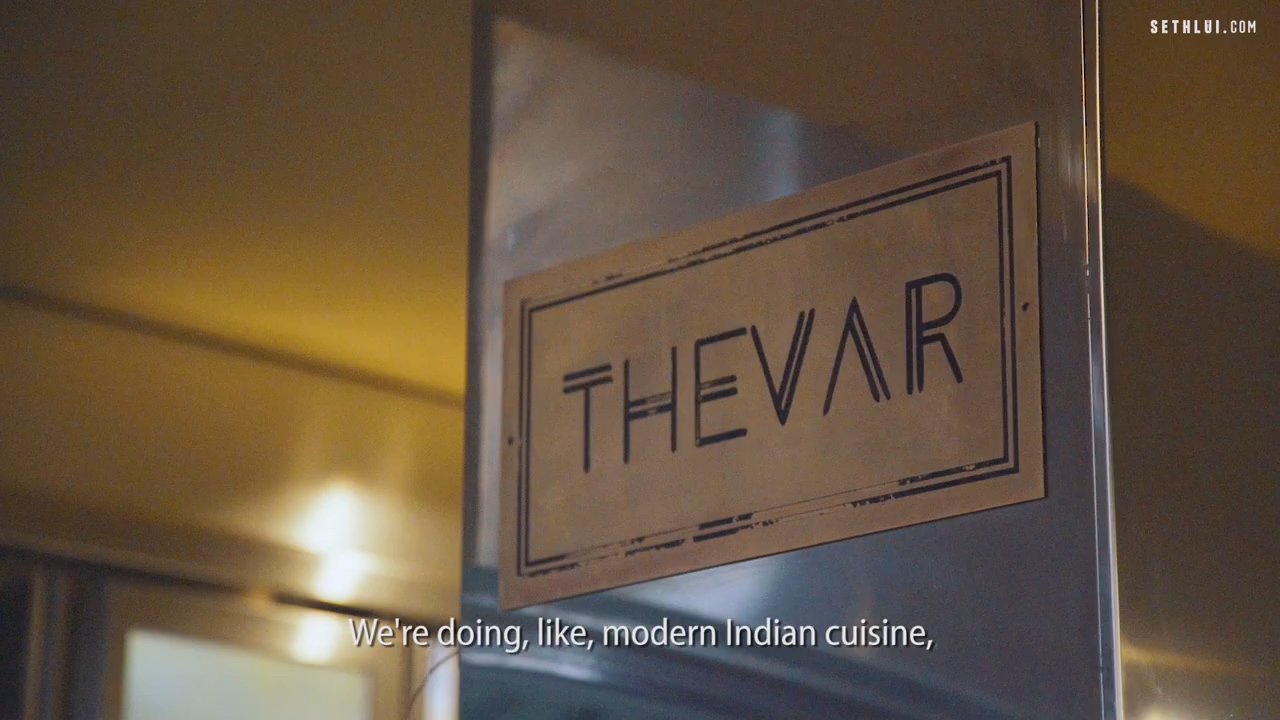 SETHLUI.COM
THEVAR
We're doing, like, modern Indian cuisine,